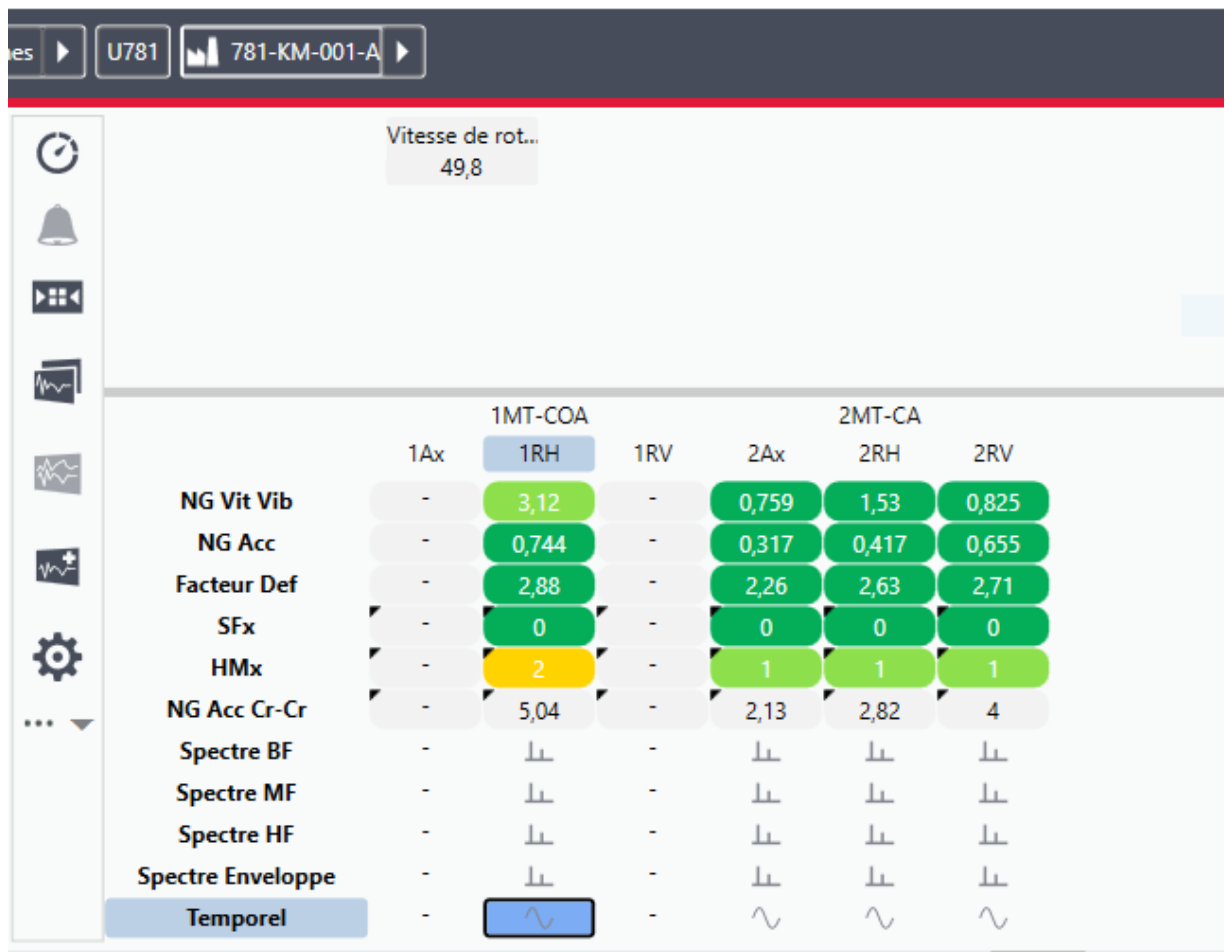 es U781 781-KM-001-A
Vitesse de rot...
49,8
1MT-COA 2MT-CA
1Ax 1RH 1RV 2Ax 2RH 2RV
NG Vit Vib - 3,12 - 0,759 1,53 0,825
NG Acc - 0,744 - 0,317 0,417 0,655
Facteur Def - 2,88 - 2,26 2,63 2,71
SFx - 0 - 0 0 0
HMx - 2 - 1 1 1
NG Acc Cr-Cr - 5,04 - 2,13 2,82 4
Spectre BF - -
Spectre MF - -
Spectre HF - -
Spectre Enveloppe - -
Temporel - -